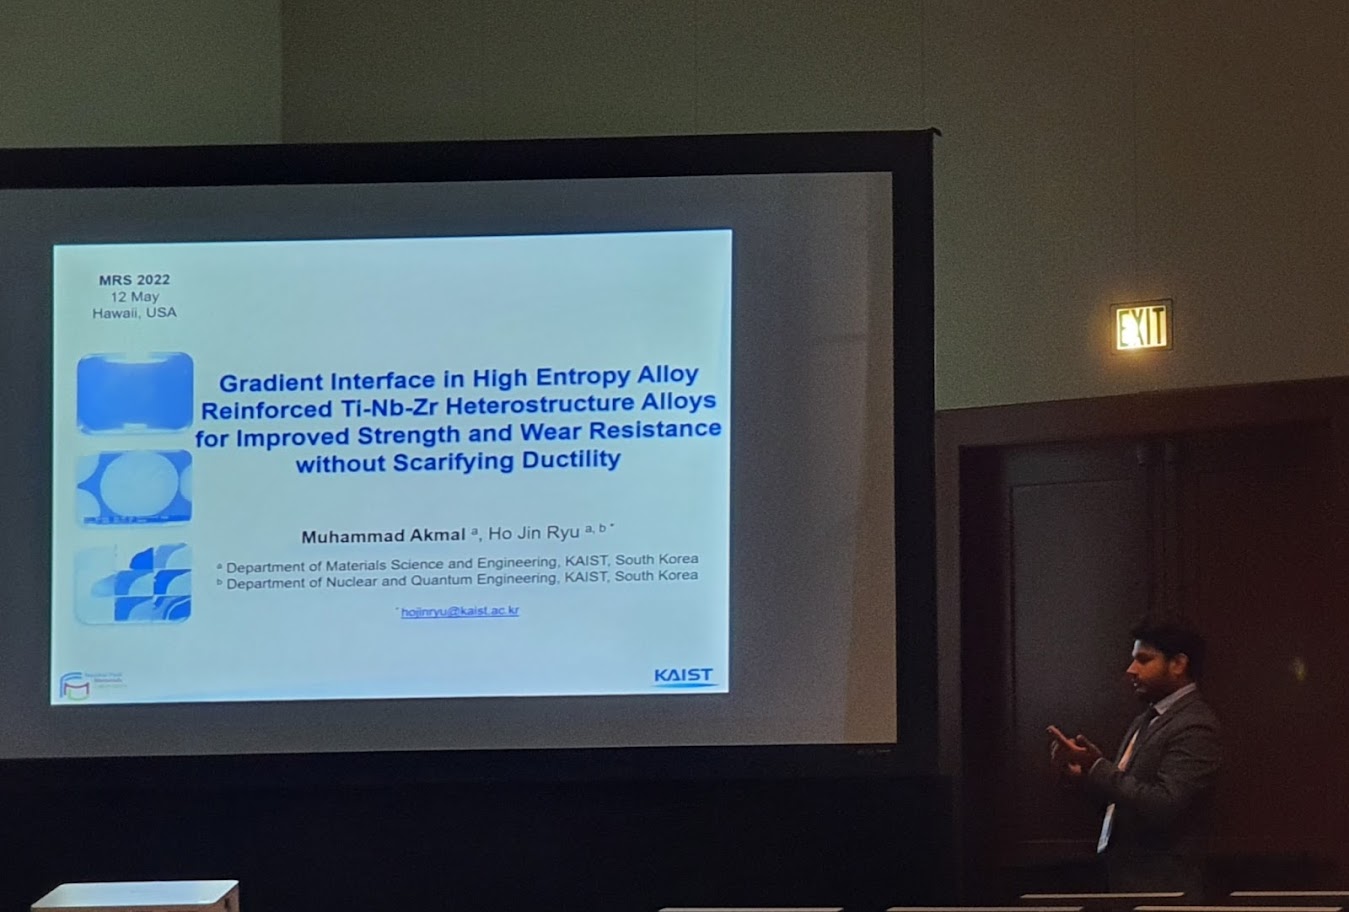 MRS 2022
12 May
Hawaii, USA
Gradient Interface in High Entropy Alloy
Reinforced Ti-Nb-Zr Heterostructure Alloys
for Improved Strength and Wear Resistance
without Scarifying Ductility
Muhammad Akmal a, Ho Jin Ryu a, b *
a Department of Materials Science and Engineering, KAIST, South Korea
b Department of Nuclear and Quantum Engineering, KAIST, South Korea
* hojinryu@kaist.ac.kr
KAIST
EXIT